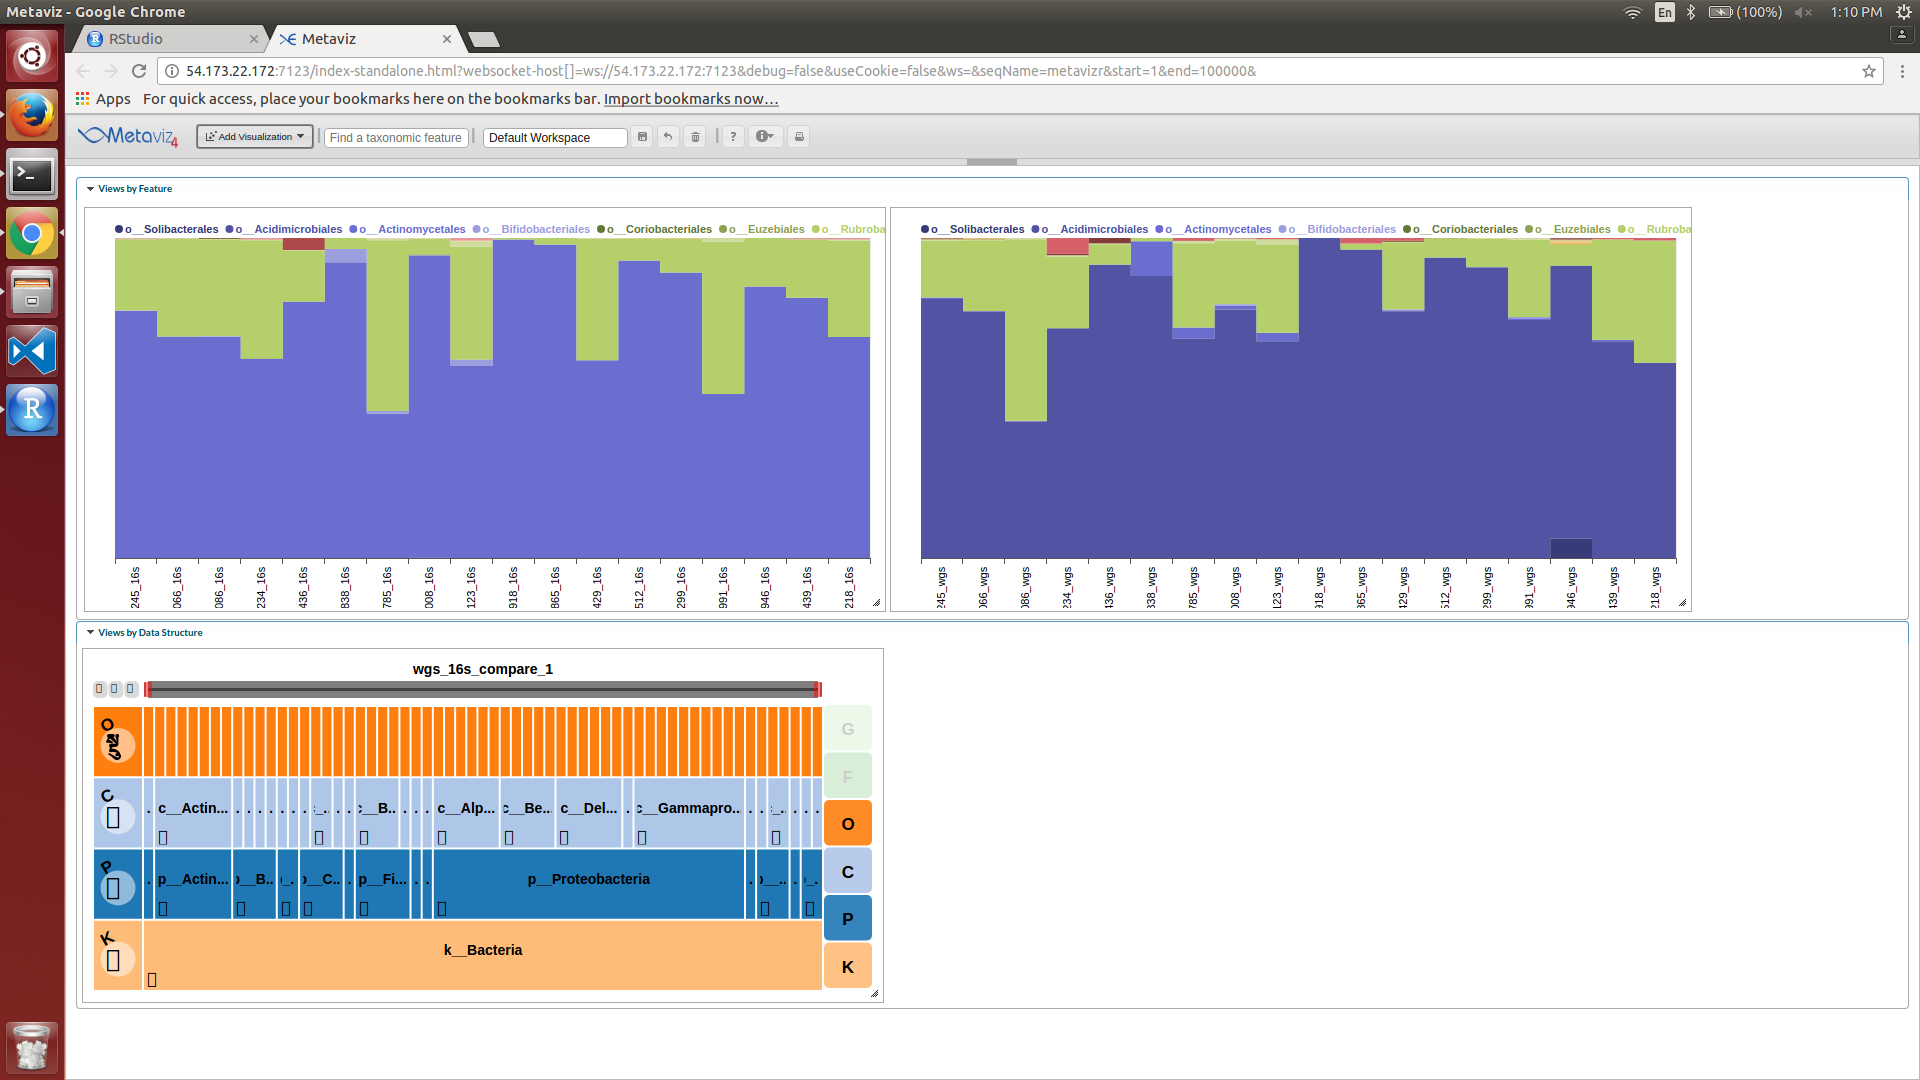 Metaviz - Google Chrome
En (100%) 1:10 PM
RStudio × Metaviz ×
54.173.22.172:7123/index-standalone.html?websocket-host[]=ws://54.173.22.172:7123&debug=false&useCookie=false&ws=&seqName=metavizr&start=1&end=100000&
Apps For quick access, place your bookmarks here on the bookmarks bar. Import bookmarks now...
Metaviz 4 Add Visualization Find a taxonomic feature Default Workspace ?
Views by Feature
o__Solibacterales o__Acidimicrobiales o__Actinomycetales o__Bifidobacteriales o__Coriobacteriales o__Euzebiales o__Rubroba
245_16s 066_16s 086_16s 234_16s 436_16s 838_16s 785_16s 008_16s 123_16s 918_16s 865_16s 429_16s 512_16s 299_16s 991_16s 946_16s 439_16s 218_16s
o__Solibacterales o__Acidimicrobiales o__Actinomycetales o__Bifidobacteriales o__Coriobacteriales o__Euzebiales o__Rubroba
245_wgs 066_wgs 086_wgs 234_wgs 436_wgs 838_wgs 785_wgs 008_wgs 123_wgs 918_wgs 865_wgs 429_wgs 512_wgs 299_wgs 991_wgs 946_wgs 439_wgs 218_wgs
Views by Data Structure
wgs_16s_compare_1
O
G
F
O
C c__Actin... c__B.. c__Alp... c__Be... c__Del... c__Gammapro...
C
P p__Actin... p__B.. p__C.. p__Fi... p__Proteobacteria
P
K k__Bacteria
K
>_
R